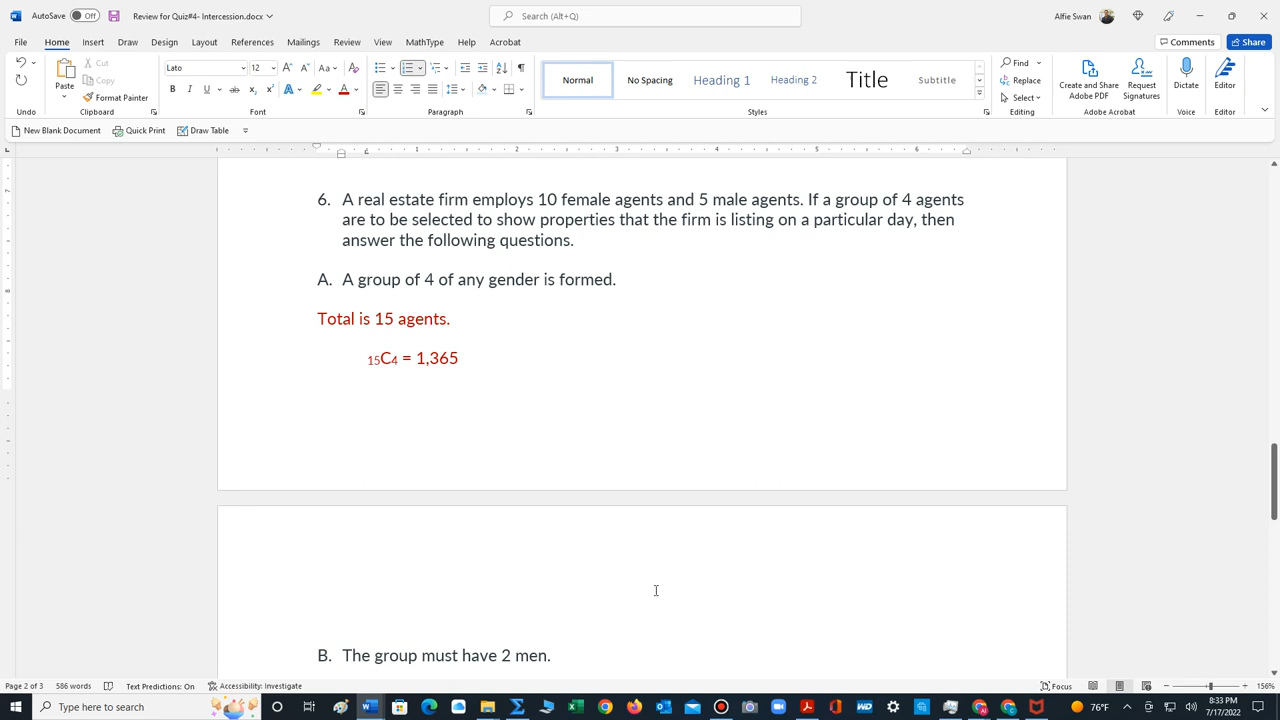 AutoSave Off Review for Quiz#4- Intercession.docx Search (Alt+Q) Alfie Swan
File Home Insert Draw Design Layout References Mailings Review View MathType Help Acrobat Comments Share
Paste Cut Copy Format Painter
Lato 12
Normal No Spacing Heading 1 Heading 2 Title Subtitle
Find Replace Select
Create and Share Adobe PDF Request Signatures Dictate Editor
Undo Clipboard Font Paragraph Styles Editing Adobe Acrobat Voice Editor
New Blank Document Quick Print Draw Table
6. A real estate firm employs 10 female agents and 5 male agents. If a group of 4 agents
are to be selected to show properties that the firm is listing on a particular day, then
answer the following questions.
A. A group of 4 of any gender is formed.
Total is 15 agents.
₁₅C₄ = 1,365
B. The group must have 2 men.
Page 2 of 3 586 words Text Predictions: On Accessibility: Investigate Focus 156%
Type here to search 76°F 8:33 PM
7/17/2022